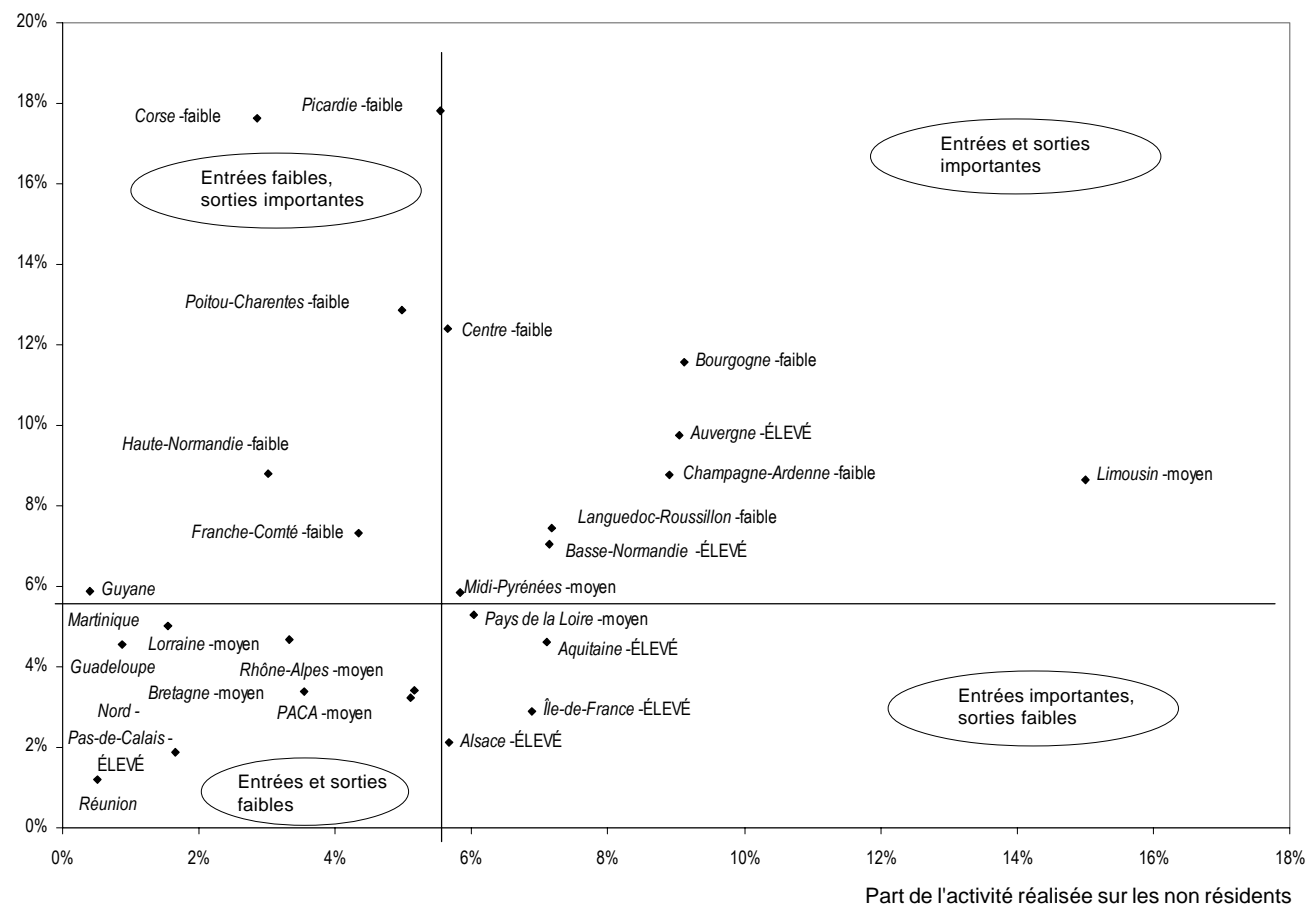 20%
18%
Picardie -faible
Corse -faible
Entrées et sorties
importantes
16%
Entrées faibles,
sorties importantes
14%
Poitou-Charentes -faible
12%
Centre -faible
Bourgogne -faible
10%
Auvergne -ÉLEVÉ
Haute-Normandie -faible
Champagne-Ardenne -faible
Limousin -moyen
8%
Languedoc-Roussillon -faible
Franche-Comté -faible
Basse-Normandie -ÉLEVÉ
6%
Guyane
Midi-Pyrénées -moyen
Martinique
Pays de la Loire -moyen
Lorraine -moyen
Aquitaine -ÉLEVÉ
4%
Guadeloupe
Rhône-Alpes -moyen
Bretagne -moyen
Nord -
PACA -moyen
Île-de-France -ÉLEVÉ
Entrées importantes,
sorties faibles
Pas-de-Calais -
ÉLEVÉ
Alsace -ÉLEVÉ
2%
Entrées et sorties
faibles
Réunion
0%
0% 2% 4% 6% 8% 10% 12% 14% 16% 18%
Part de l'activité réalisée sur les non résidents